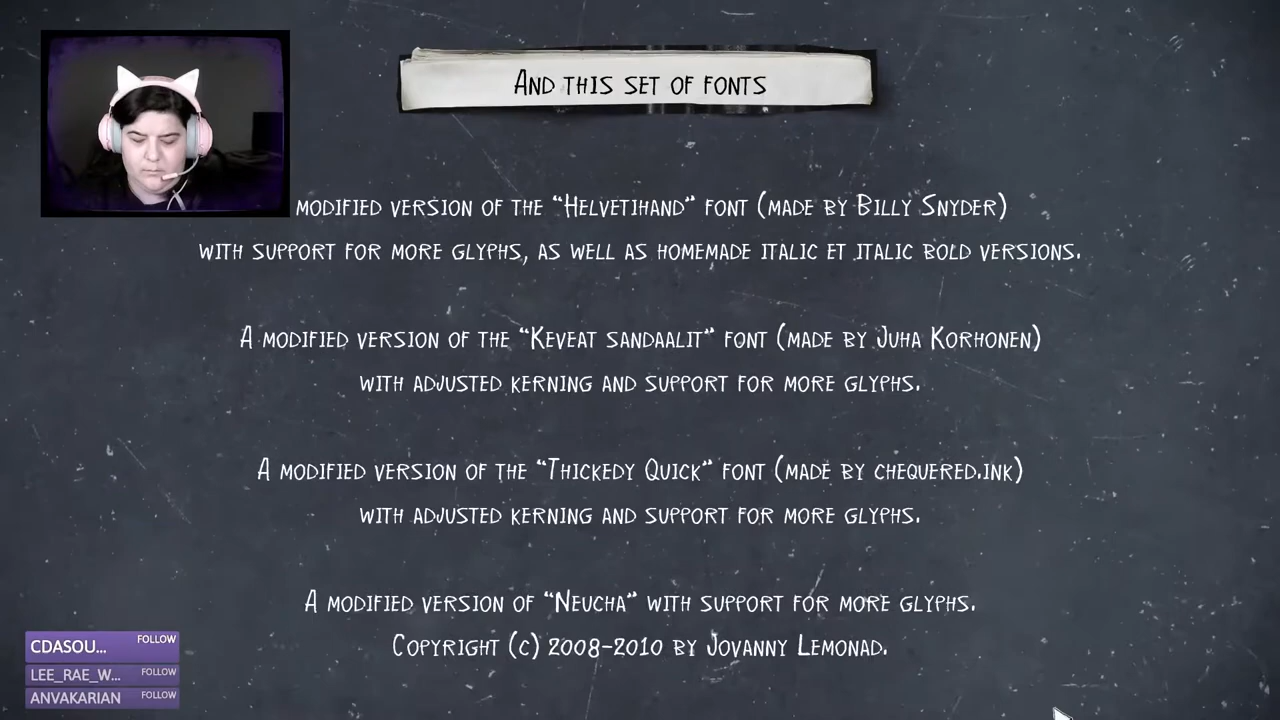 And this set of fonts
modified version of the “Helvetihand” font (made by Billy Snyder)
with support for more glyphs, as well as homemade italic et italic bold versions.
A modified version of the “Keveat sandaalit” font (made by Juha Korhonen)
with adjusted kerning and support for more glyphs.
A modified version of the “Thickedy Quick” font (made by chequered.ink)
with adjusted kerning and support for more glyphs.
A modified version of “Neucha” with support for more glyphs.
Copyright (c) 2008-2010 by Jovanny Lemonad.
CDASOU... FOLLOW
LEE_RAE_W... FOLLOW
ANVAKARIAN FOLLOW